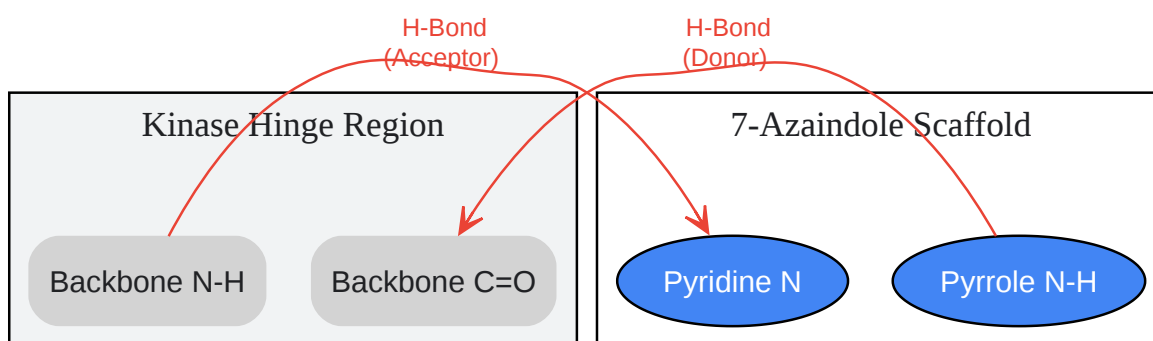 H-Bond
(Acceptor)
H-Bond
(Donor)
Kinase Hinge Region
7-Azaindole Scaffold
Backbone N-H
Backbone C=O
Pyridine N
Pyrrole N-H